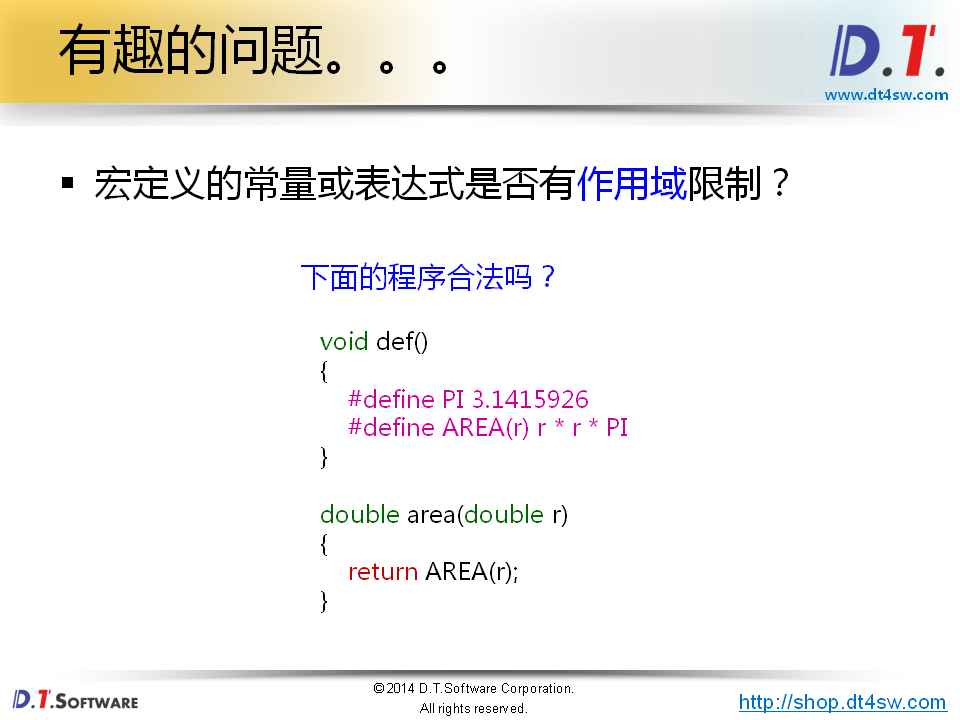 有趣的问题。。。
D.T.
www.dt4sw.com
▪ 宏定义的常量或表达式是否有作用域限制？
下面的程序合法吗？
void def()
{
#define PI 3.1415926
#define AREA(r) r * r * PI
}
double area(double r)
{
return AREA(r);
}
D.T.SOFTWARE
©2014 D.T.Software Corporation.
All rights reserved.
http://shop.dt4sw.com